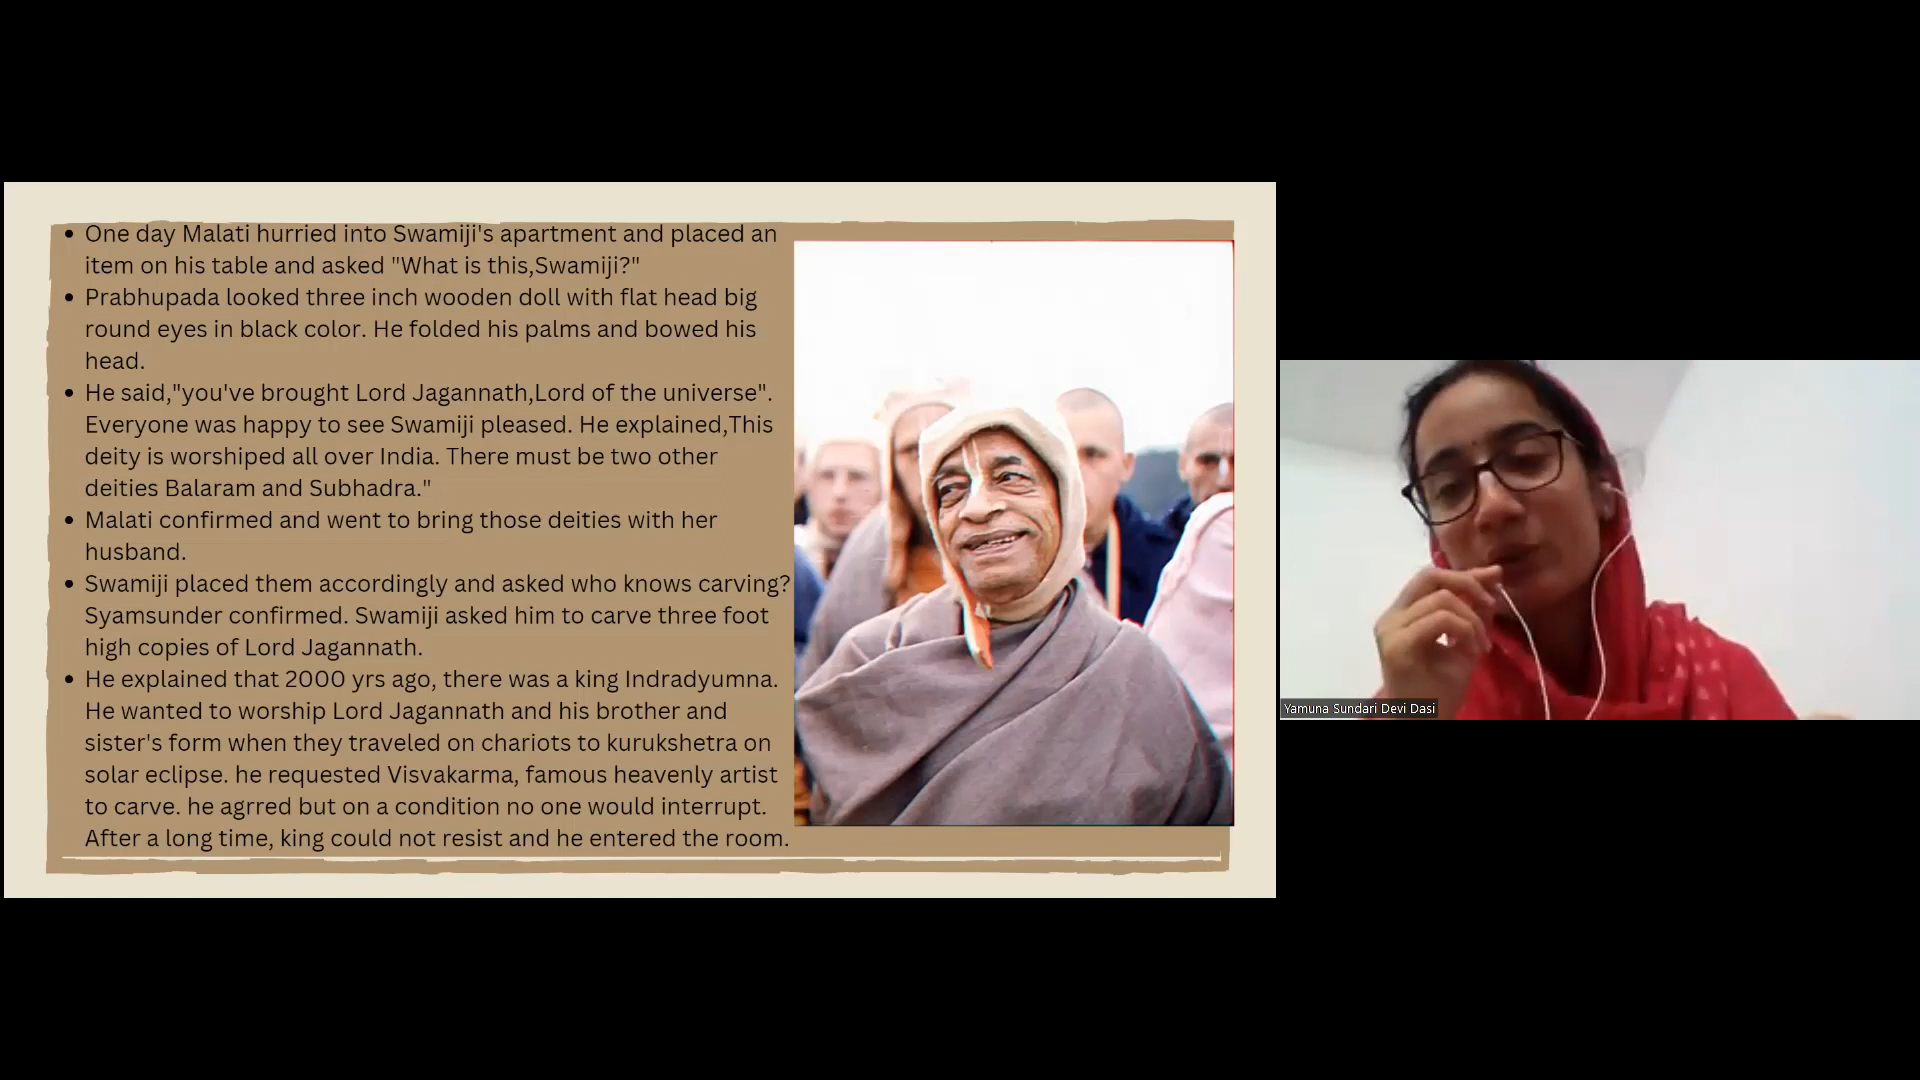 • One day Malati hurried into Swamiji's apartment and placed an
item on his table and asked "What is this,Swamiji?"
• Prabhupada looked three inch wooden doll with flat head big
round eyes in black color. He folded his palms and bowed his
head.
• He said,"you've brought Lord Jagannath,Lord of the universe".
Everyone was happy to see Swamiji pleased. He explained,This
deity is worshiped all over India. There must be two other
deities Balaram and Subhadra."
• Malati confirmed and went to bring those deities with her
husband.
• Swamiji placed them accordingly and asked who knows carving?
Syamsunder confirmed. Swamiji asked him to carve three foot
high copies of Lord Jagannath.
• He explained that 2000 yrs ago, there was a king Indradyumna.
He wanted to worship Lord Jagannath and his brother and
sister's form when they traveled on chariots to kurukshetra on
solar eclipse. he requested Visvakarma, famous heavenly artist
to carve. he agrred but on a condition no one would interrupt.
After a long time, king could not resist and he entered the room.
Yamuna Sundari Devi Dasi